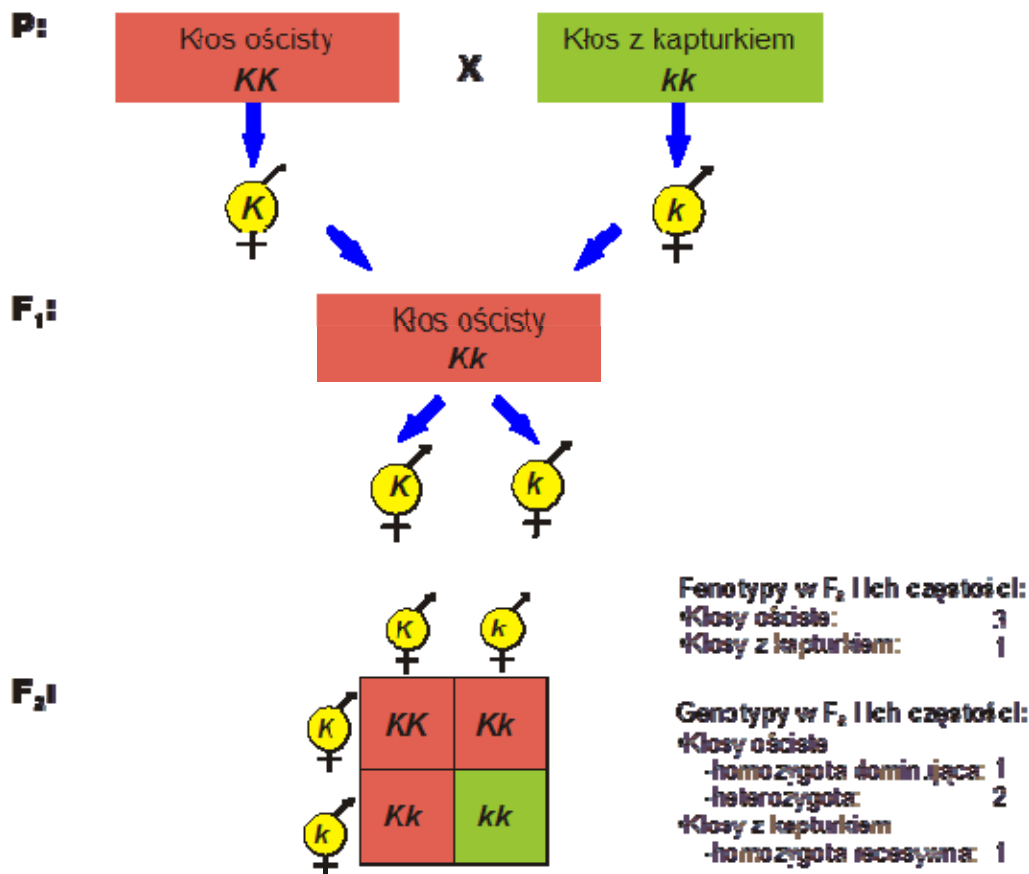 P:
Kłos ościsty
KK
X
Kłos z kapturkiem
kk
K
k
F₁:
Kłos ościsty
Kk
K
k
Fenotypy w F₂ i ich częstości:
•Kłosy ościste: 3
•Kłosy z kapturkiem: 1
K
k
F₂:
K
KK
Kk
k
Kk
kk
Genotypy w F₂ i ich częstości:
•Kłosy ościste
-homozygota dominująca: 1
-heterozygota: 2
•Kłosy z kapturkiem
-homozygota recesywna: 1